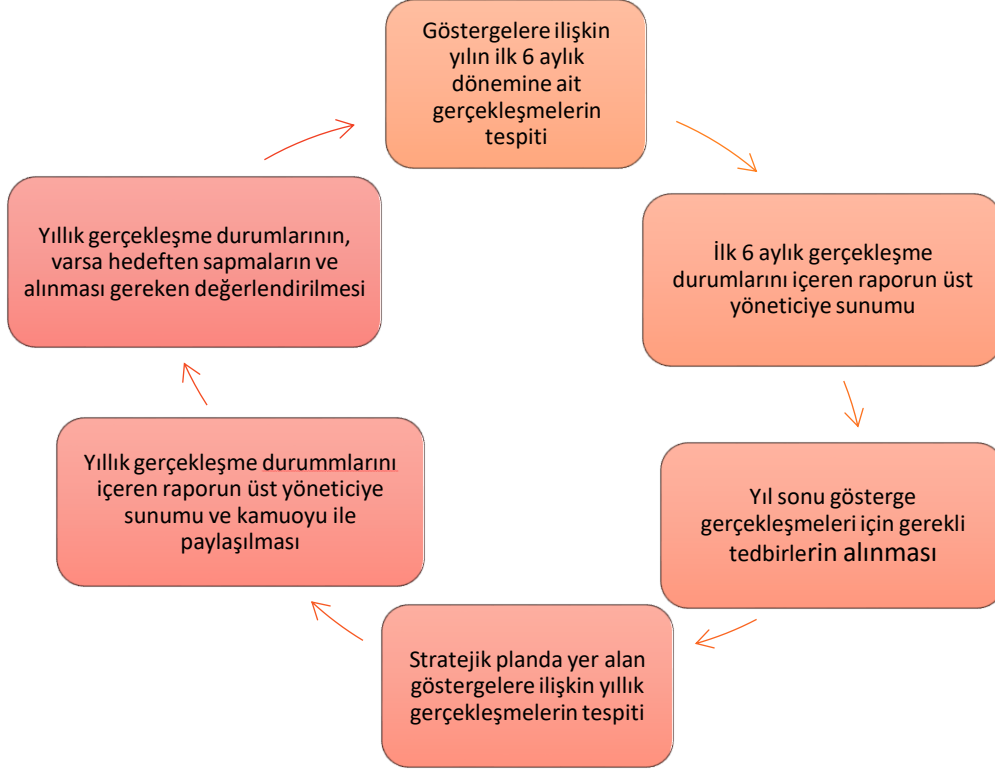 Göstergelere ilişkin
yılın ilk 6 aylık
dönemine ait
gerçekleşmelerin
tespiti
İlk 6 aylık gerçekleşme
durumlarını içeren raporun üst
yöneticiye sunumu
Yıl sonu gösterge
gerçekleşmeleri için gerekli
tedbirlerin alınması
Stratejik planda yer alan
göstergelere ilişkin yıllık
gerçekleşmelerin tespiti
Yıllık gerçekleşme durummlarını
içeren raporun üst yöneticiye
sunumu ve kamuoyu ile
paylaşılması
Yıllık gerçekleşme durumlarının,
varsa hedeften sapmaların ve
alınması gereken değerlendirilmesi